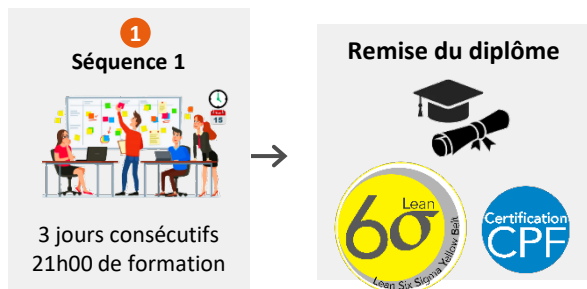 1
Séquence 1
15
3 jours consécutifs
21h00 de formation
Remise du diplôme
Lean
6σ
Lean Six Sigma Yellow Belt
Certification
CPF